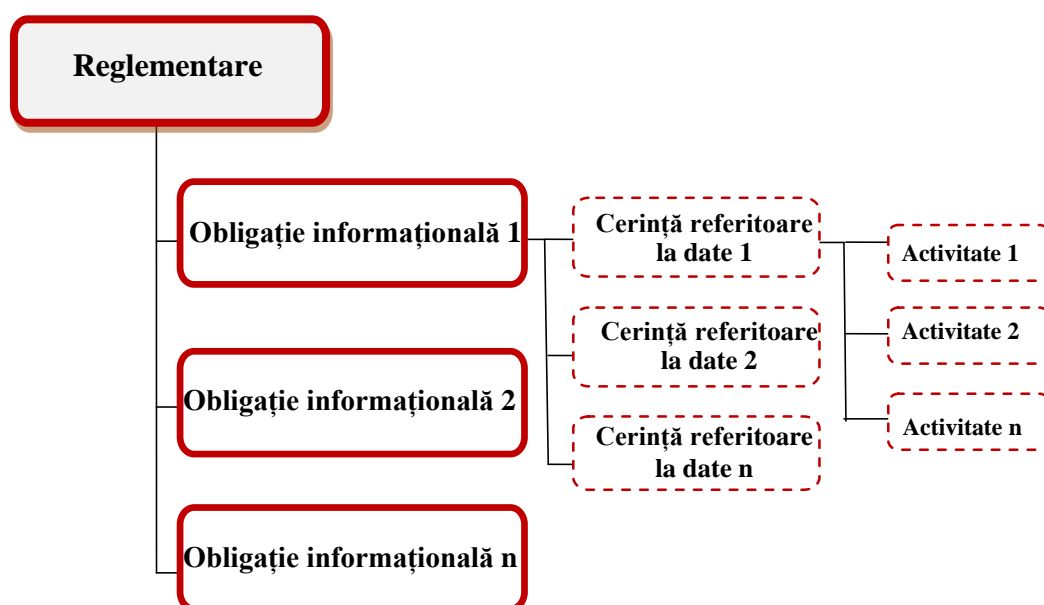 Reglementare
Obligație informațională 1
Cerință referitoare
la date 1
Activitate 1
Cerință referitoare
la date 2
Activitate 2
Obligație informațională 2
Cerință referitoare
la date n
Activitate n
Obligație informațională n